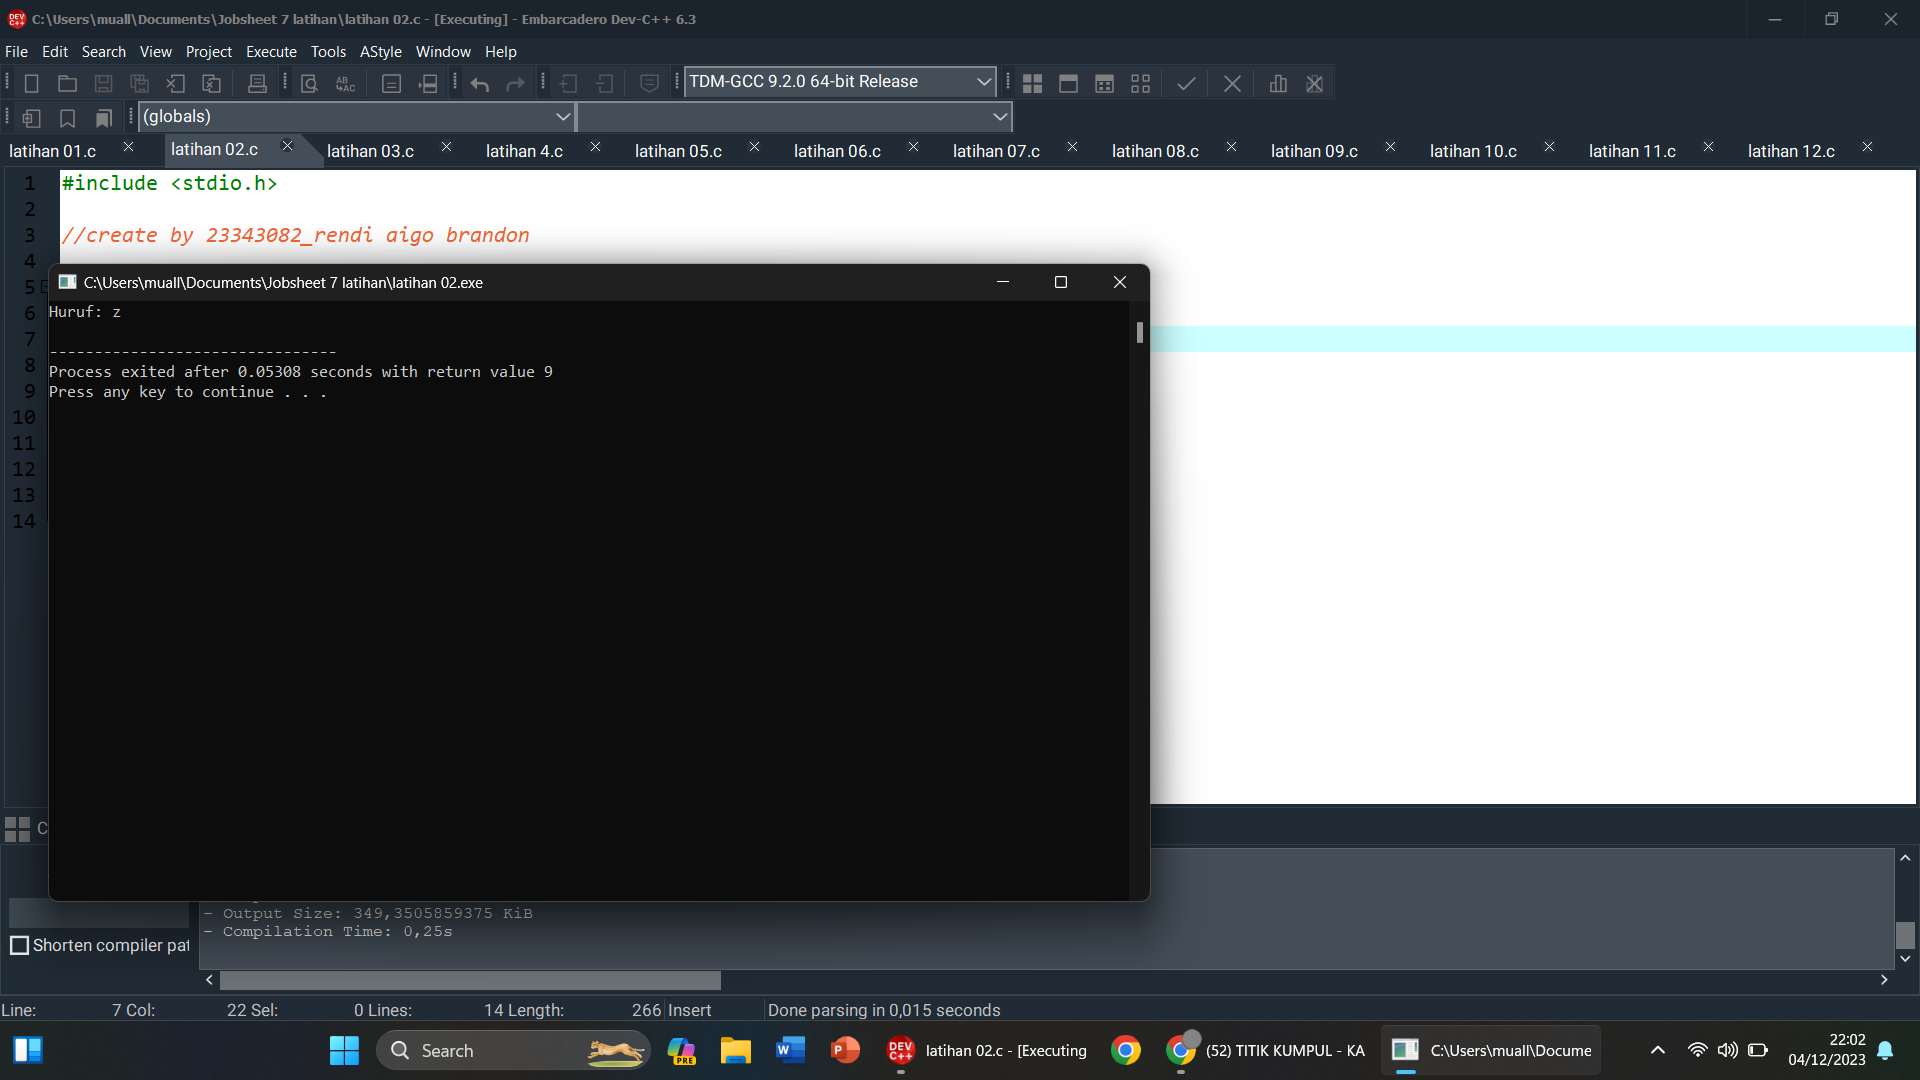 C:\Users\muall\Documents\Jobsheet 7 latihan\latihan 02.c - [Executing] - Embarcadero Dev-C++ 6.3
File Edit Search View Project Execute Tools AStyle Window Help
TDM-GCC 9.2.0 64-bit Release
(globals)
latihan 01.c latihan 02.c latihan 03.c latihan 4.c latihan 05.c latihan 06.c latihan 07.c latihan 08.c latihan 09.c latihan 10.c latihan 11.c latihan 12.c
1 #include <stdio.h>
2
3 //create by 23343082_rendi aigo brandon
4
5
6
7
8
9
10
11
12
13
14
C:\Users\muall\Documents\Jobsheet 7 latihan\latihan 02.exe
Huruf: z
--------------------------------
Process exited after 0.05308 seconds with return value 9
Press any key to continue . . .
C
- Output Size: 349,3505859375 KiB
- Compilation Time: 0,25s
Shorten compiler pat
Line: 7 Col: 22 Sel: 0 Lines: 14 Length: 266 Insert Done parsing in 0,015 seconds
Search
PRE
DEV C++ latihan 02.c - [Executing
(52) TITIK KUMPUL - KA
C:\Users\muall\Docume
22:02
04/12/2023